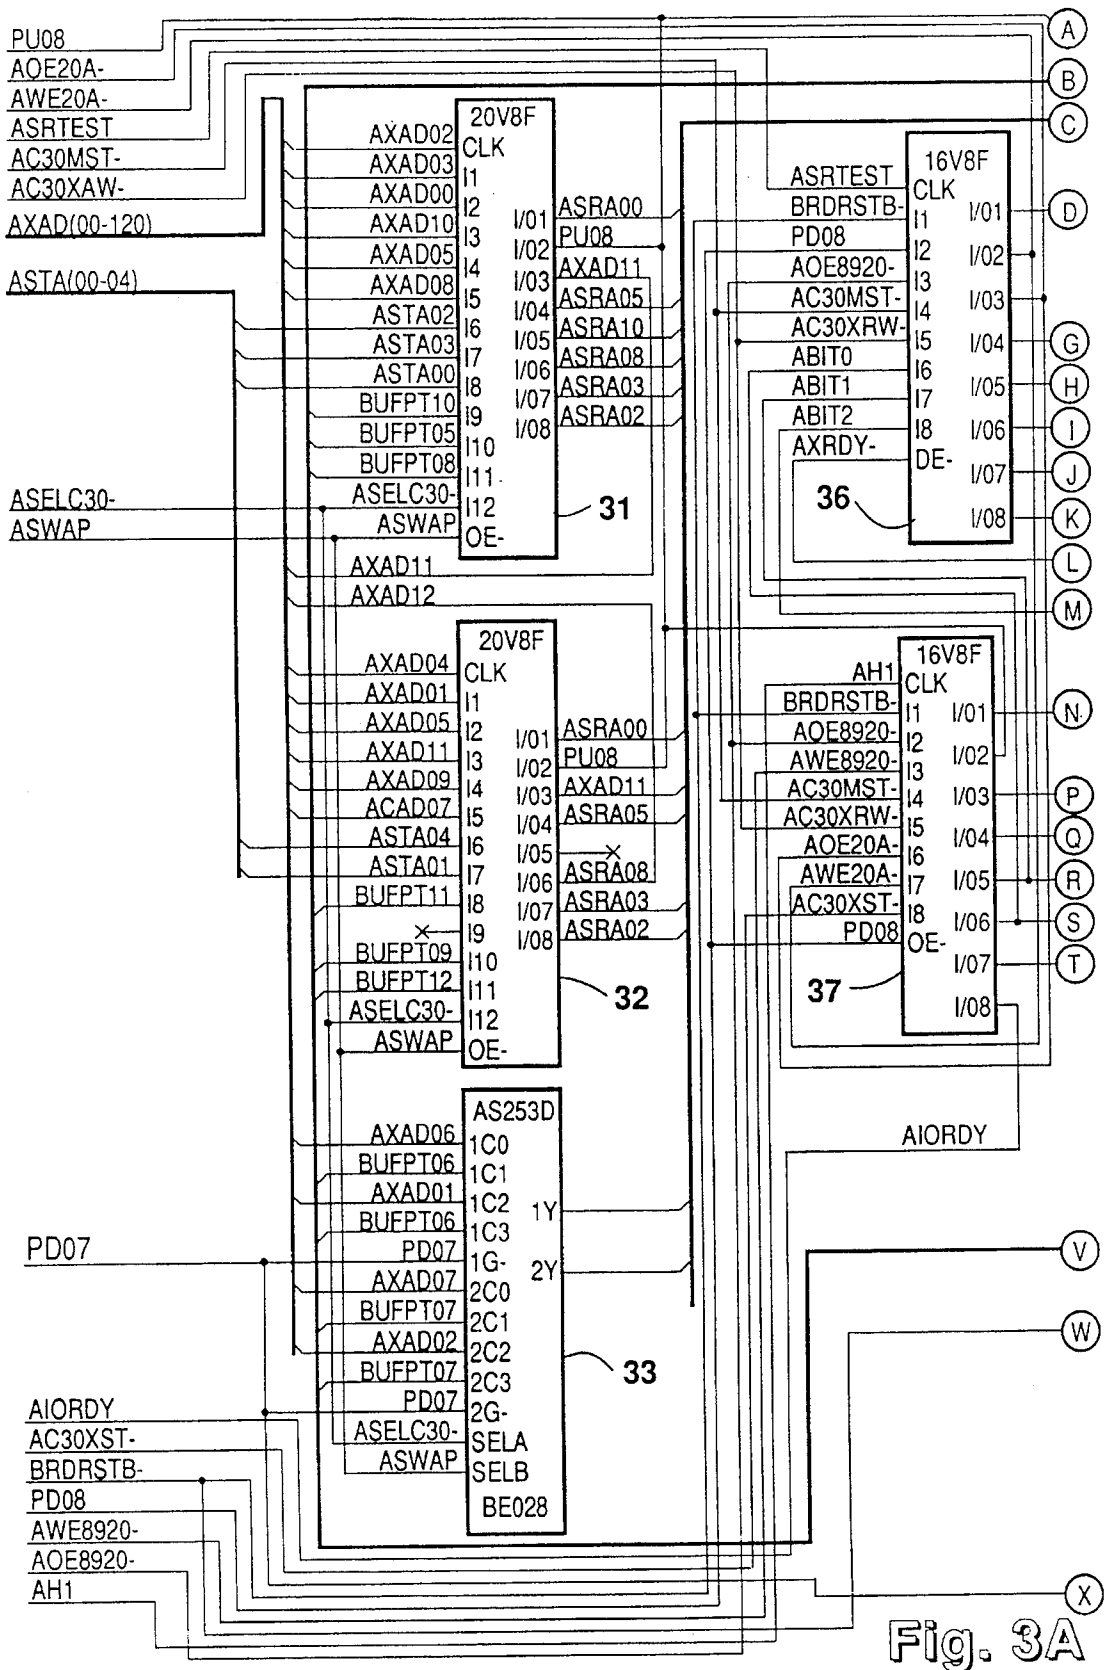 PU08
AOE20A-
AWE20A-
ASRTEST
AC30MST-
AC30XAW-
AXAD(00-120)
ASTA(00-04)
ASELC30-
ASWAP
20V8F
AXAD02 CLK
AXAD03 I1
AXAD00 I2
AXAD10 I3
AXAD05 I4
AXAD08 I5
ASTA02 I6
ASTA03 I7
ASTA00 I8
BUFPT10 I9
BUFPT05 I10
BUFPT08 I11
ASELC30- I12
ASWAP OE-
I/01 ASRA00
I/02 PU08
I/03 AXAD11
I/04 ASRA05
I/05 ASRA10
I/06 ASRA08
I/07 ASRA03
I/08 ASRA02
31
AXAD11
AXAD12
20V8F
AXAD04 CLK
AXAD01 I1
AXAD05 I2
AXAD11 I3
AXAD09 I4
ACAD07 I5
ASTA04 I6
ASTA01 I7
BUFPT11 I8
I9
BUFPT09 I10
BUFPT12 I11
ASELC30- I12
ASWAP OE-
I/01 ASRA00
I/02 PU08
I/03 AXAD11
I/04 ASRA05
I/05
I/06 ASRA08
I/07 ASRA03
I/08 ASRA02
32
AS253D
AXAD06 1C0
BUFPT06 1C1
AXAD01 1C2
BUFPT06 1C3
PD07 1G-
AXAD07 2C0
BUFPT07 2C1
AXAD02 2C2
BUFPT07 2C3
PD07 2G-
ASELC30- SELA
ASWAP SELB
BE028
1Y
2Y
33
16V8F
ASRTEST CLK
BRDRSTB- I1
PD08 I2
AOE8920- I3
AC30MST- I4
AC30XRW- I5
ABIT0 I6
ABIT1 I7
ABIT2 I8
AXRDY- DE-
I/01
I/02
I/03
I/04
I/05
I/06
I/07
I/08
36
16V8F
AH1 CLK
BRDRSTB- I1
AOE8920- I2
AWE8920- I3
AC30MST- I4
AC30XRW- I5
AOE20A- I6
AWE20A- I7
AC30XST- I8
PD08 OE-
I/01
I/02
I/03
I/04
I/05
I/06
I/07
I/08
37
AIORDY
A
B
C
D
G
H
I
J
K
L
M
N
P
Q
R
S
T
V
W
X
PD07
AIORDY
AC30XST-
BRDRSTB-
PD08
AWE8920-
AOE8920-
AH1
Fig. 3A